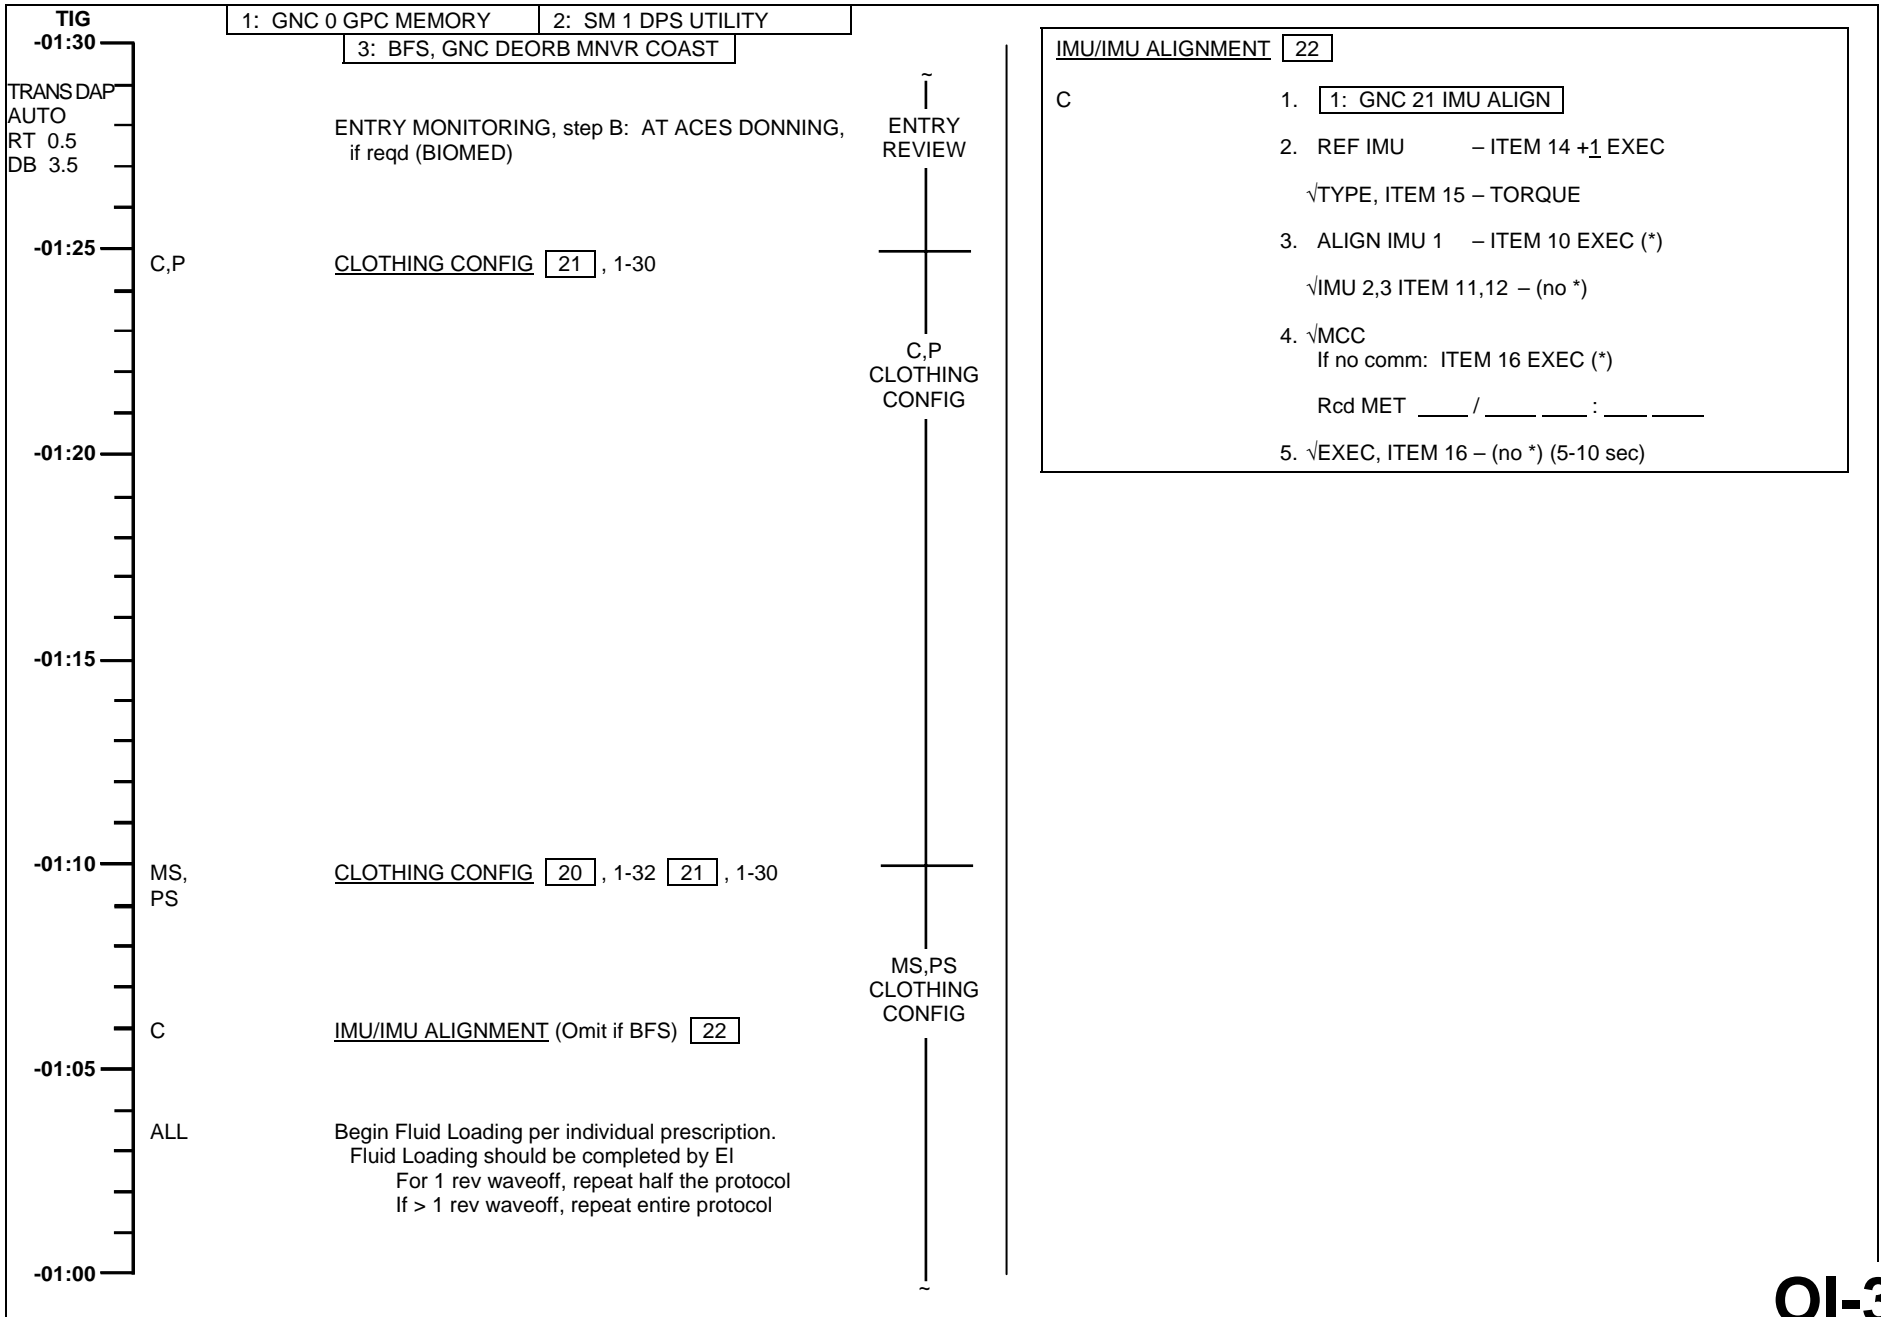 TIG
1: GNC 0 GPC MEMORY 2: SM 1 DPS UTILITY
-01:30
3: BFS, GNC DEORB MNVR COAST
TRANS DAP
AUTO
RT 0.5
DB 3.5
ENTRY MONITORING, step B: AT ACES DONNING,
if reqd (BIOMED)
~
ENTRY
REVIEW
-01:25
C,P CLOTHING CONFIG 21 , 1-30
C,P
CLOTHING
CONFIG
-01:20
-01:15
-01:10
MS,
PS
CLOTHING CONFIG 20 , 1-32 21 , 1-30
MS,PS
CLOTHING
CONFIG
C IMU/IMU ALIGNMENT (Omit if BFS) 22
-01:05
ALL Begin Fluid Loading per individual prescription.
Fluid Loading should be completed by EI
For 1 rev waveoff, repeat half the protocol
If > 1 rev waveoff, repeat entire protocol
-01:00
~
IMU/IMU ALIGNMENT 22
C 1. 1: GNC 21 IMU ALIGN
2. REF IMU – ITEM 14 +1 EXEC
√TYPE, ITEM 15 – TORQUE
3. ALIGN IMU 1 – ITEM 10 EXEC (*)
√IMU 2,3 ITEM 11,12 – (no *)
4. √MCC
If no comm: ITEM 16 EXEC (*)
Rcd MET ____ / ____ ____ : ____ ____
5. √EXEC, ITEM 16 – (no *) (5-10 sec)